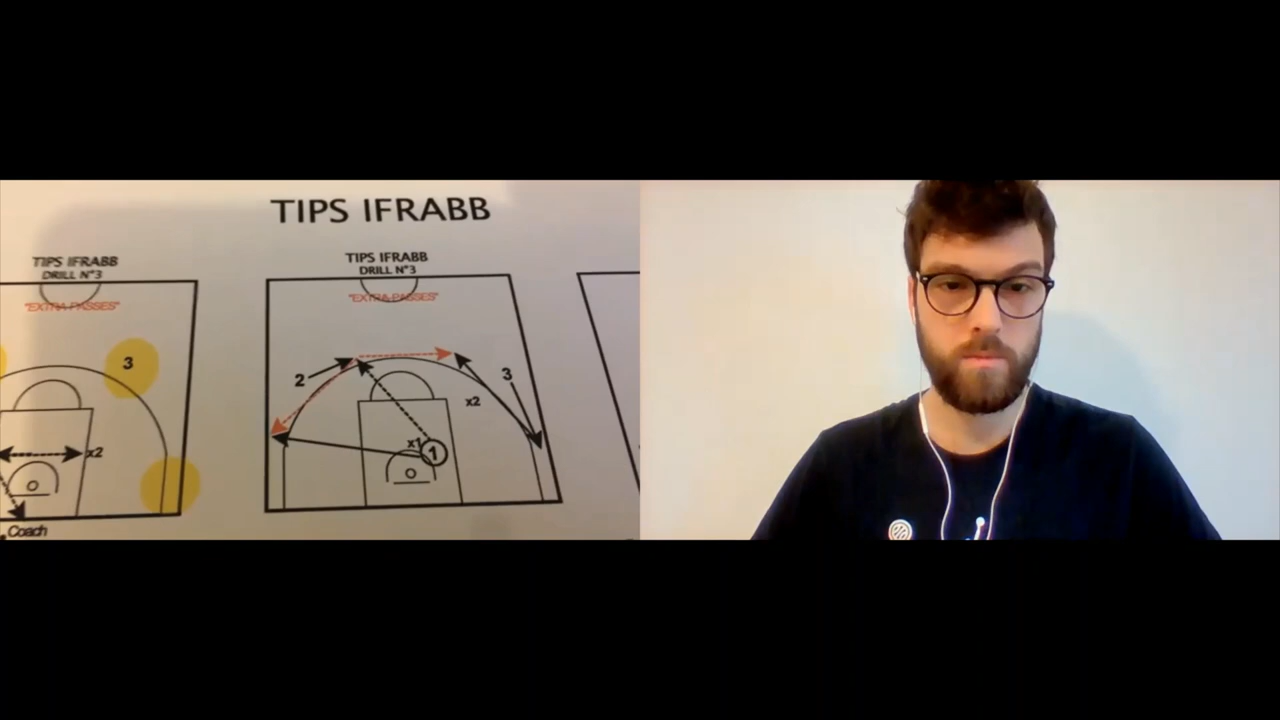 TIPS IFRABB
TIPS IFRABB
DRILL N°3
"EXTRA PASSES"
3
x2
Coach
TIPS IFRABB
DRILL N°3
"EXTRA PASSES"
2
3
x2
x1
1